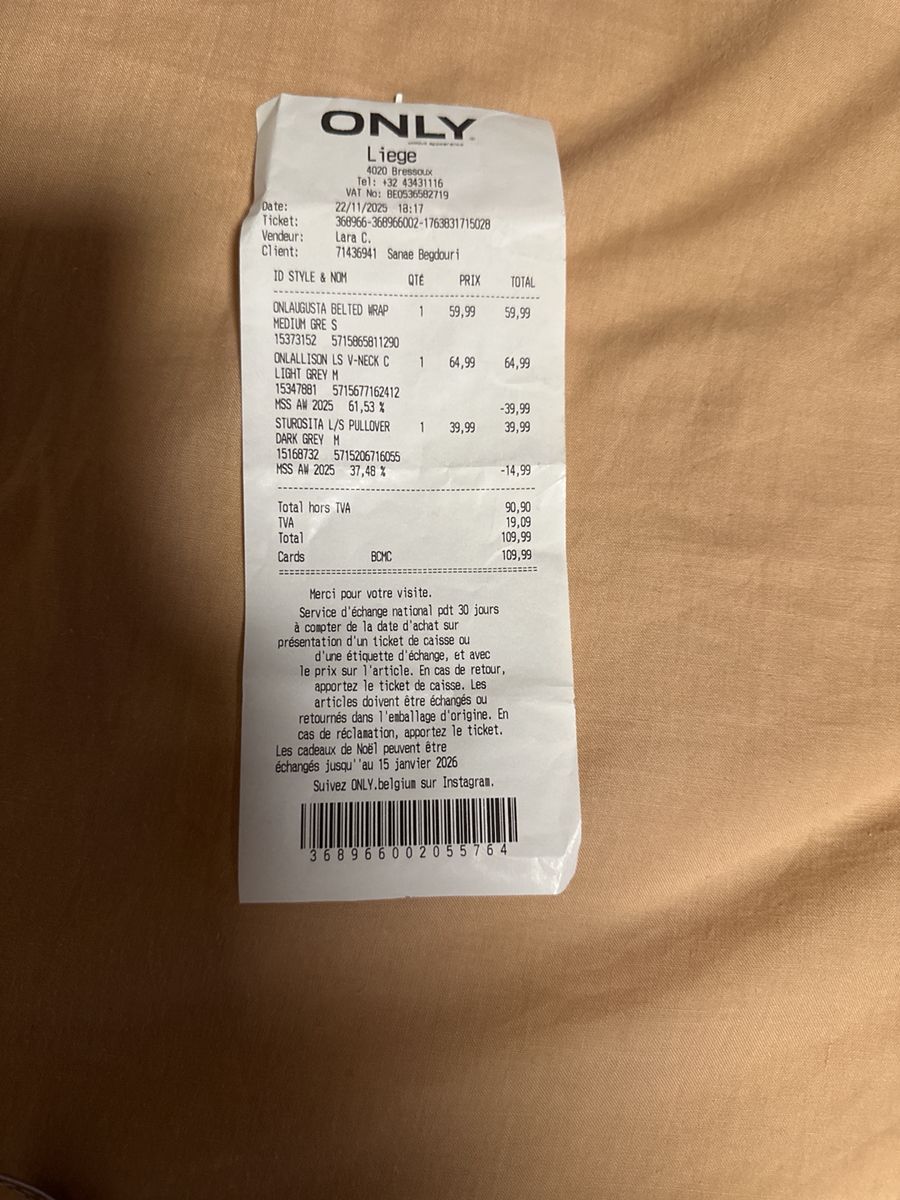 ONLY
Liege
4020 Bressoux
Tel: +32 43431116
VAT No: BE0536582719
Date: 22/11/2025 18:17
Ticket: 368966-368966002-1763831715028
Vendeur: Lara C.
Client: 71436941 Sanae Begdouri
ID STYLE & NOM QTÉ PRIX TOTAL
ONLAUGUSTA BELTED WRAP 1 59,99 59,99
MEDIUM GRE S
15373152 5715865811290
ONLALLISON LS V-NECK C 1 64,99 64,99
LIGHT GREY M
15347881 5715677162412
MSS AW 2025 61,53 % -39,99
STUROSITA L/S PULLOVER 1 39,99 39,99
DARK GREY M
15168732 5715206716055
MSS AW 2025 37,48 % -14,99
Total hors TVA 90,90
TVA 19,09
Total 109,99
Cards BCMC 109,99
Merci pour votre visite.
Service d'échange national pdt 30 jours
à compter de la date d'achat sur
présentation d'un ticket de caisse ou
d'une étiquette d'échange, et avec
le prix sur l'article. En cas de retour,
apportez le ticket de caisse. Les
articles doivent être échangés ou
retournés dans l'emballage d'origine. En
cas de réclamation, apportez le ticket.
Les cadeaux de Noël peuvent être
échangés jusqu''au 15 janvier 2026
Suivez ONLY.belgium sur Instagram.
368966002055764